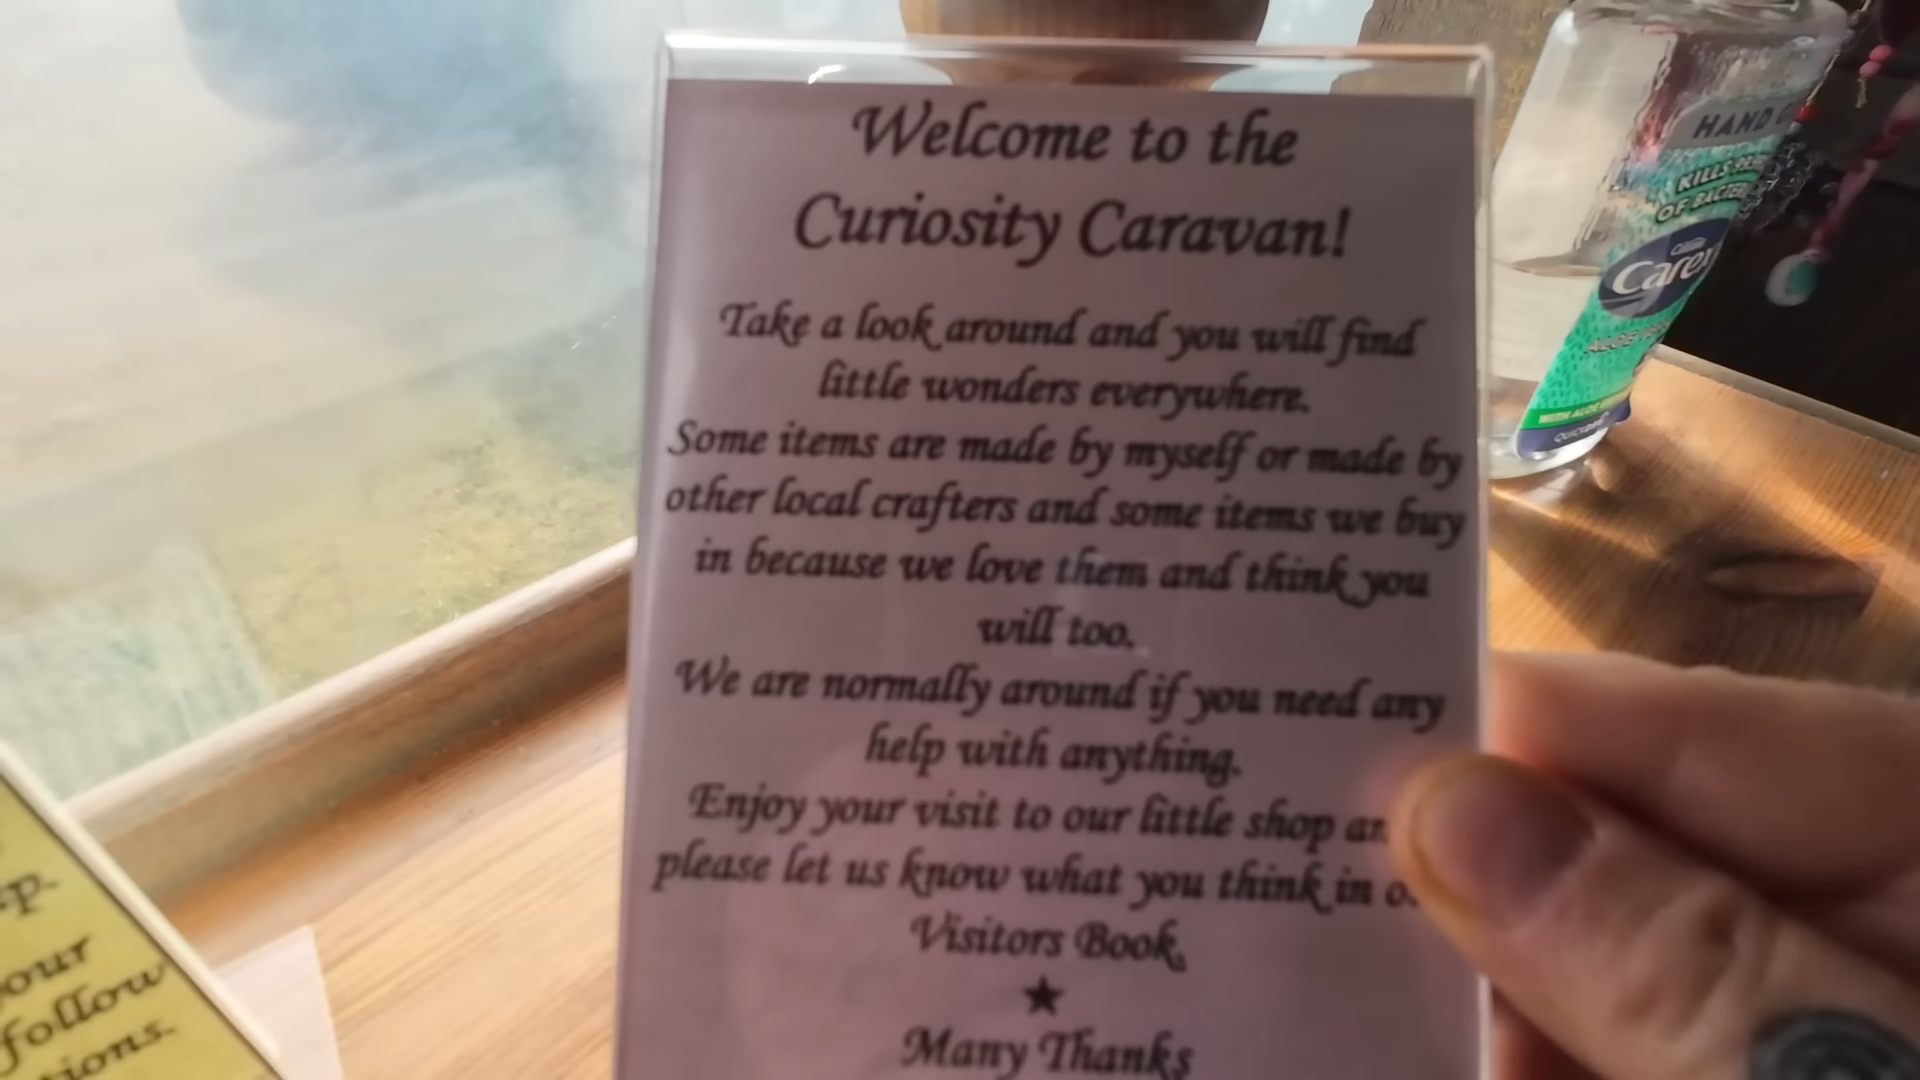 Welcome to the
Curiosity Caravan!
Take a look around and you will find
little wonders everywhere.
Some items are made by myself or made by
other local crafters and some items we buy
in because we love them and think you
will too.
We are normally around if you need any
help with anything.
Enjoy your visit to our little shop
please let us know what you think in
Visitors Book.
★
Many Thanks
HAND
KILLS
OF
Carex
WITH ALOE
our
follow